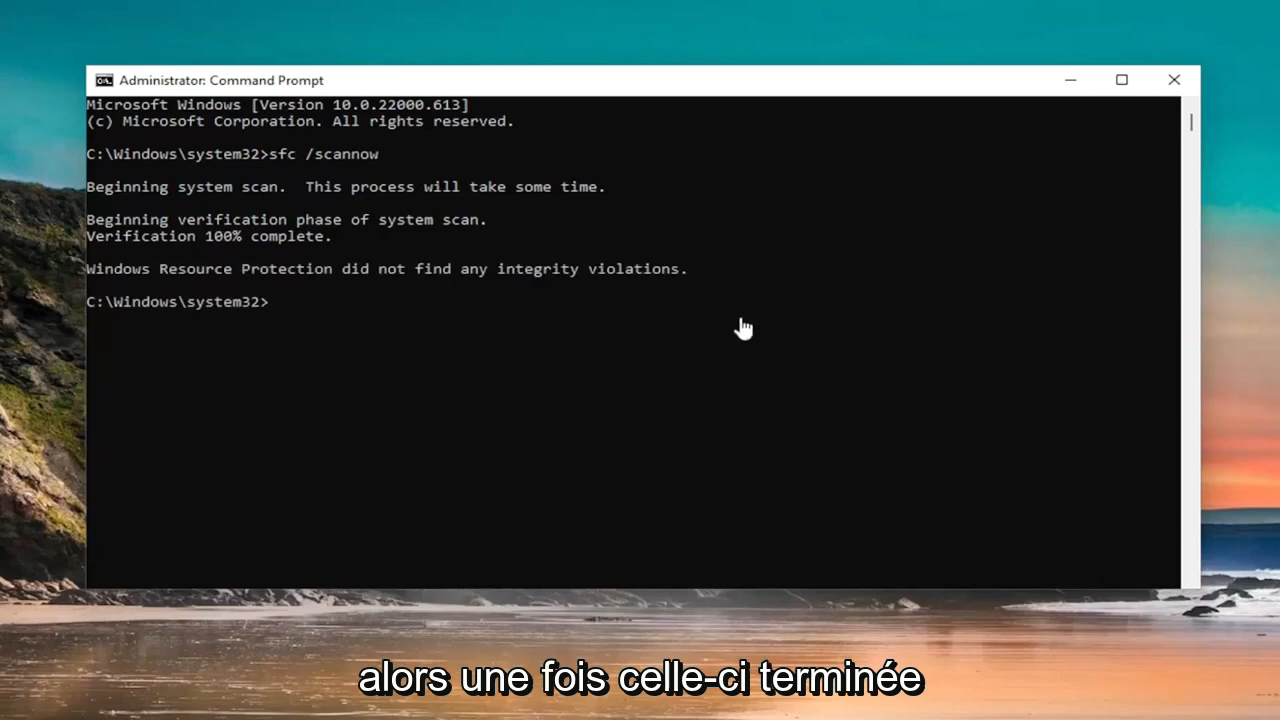 Administrator: Command Prompt
Microsoft Windows [Version 10.0.22000.613]
(c) Microsoft Corporation. All rights reserved.
C:\Windows\system32>sfc /scannow
Beginning system scan.  This process will take some time.
Beginning verification phase of system scan.
Verification 100% complete.
Windows Resource Protection did not find any integrity violations.
C:\Windows\system32>
alors une fois celle-ci terminée